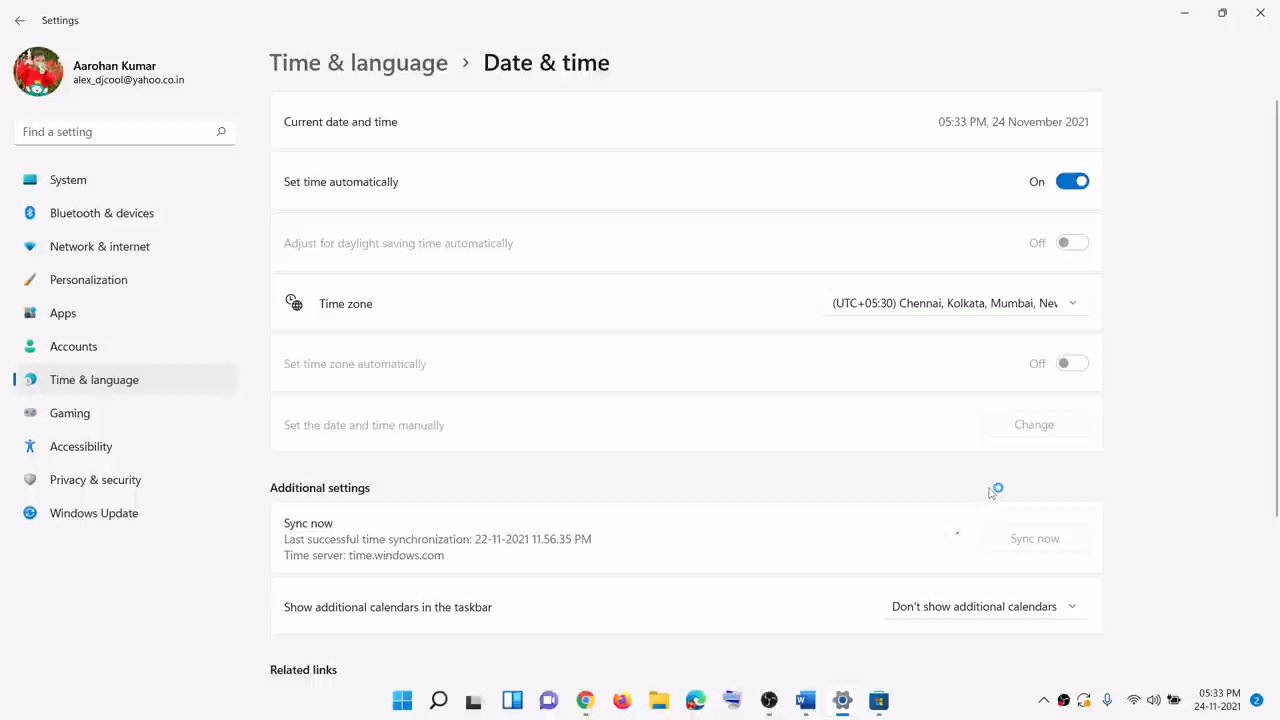 Settings
Aarohan Kumar
alex_djcool@yahoo.co.in
Find a setting
System
Bluetooth & devices
Network & internet
Personalization
Apps
Accounts
Time & language
Gaming
Accessibility
Privacy & security
Windows Update
Time & language › Date & time
Current date and time 05:33 PM, 24 November 2021
Set time automatically On
Adjust for daylight saving time automatically Off
Time zone (UTC+05:30) Chennai, Kolkata, Mumbai, Nev
Set time zone automatically Off
Set the date and time manually Change
Additional settings
Sync now
Last successful time synchronization: 22-11-2021 11.56.35 PM
Time server: time.windows.com
Sync now
Show additional calendars in the taskbar Don't show additional calendars
Related links
05:33 PM
24-11-2021
2